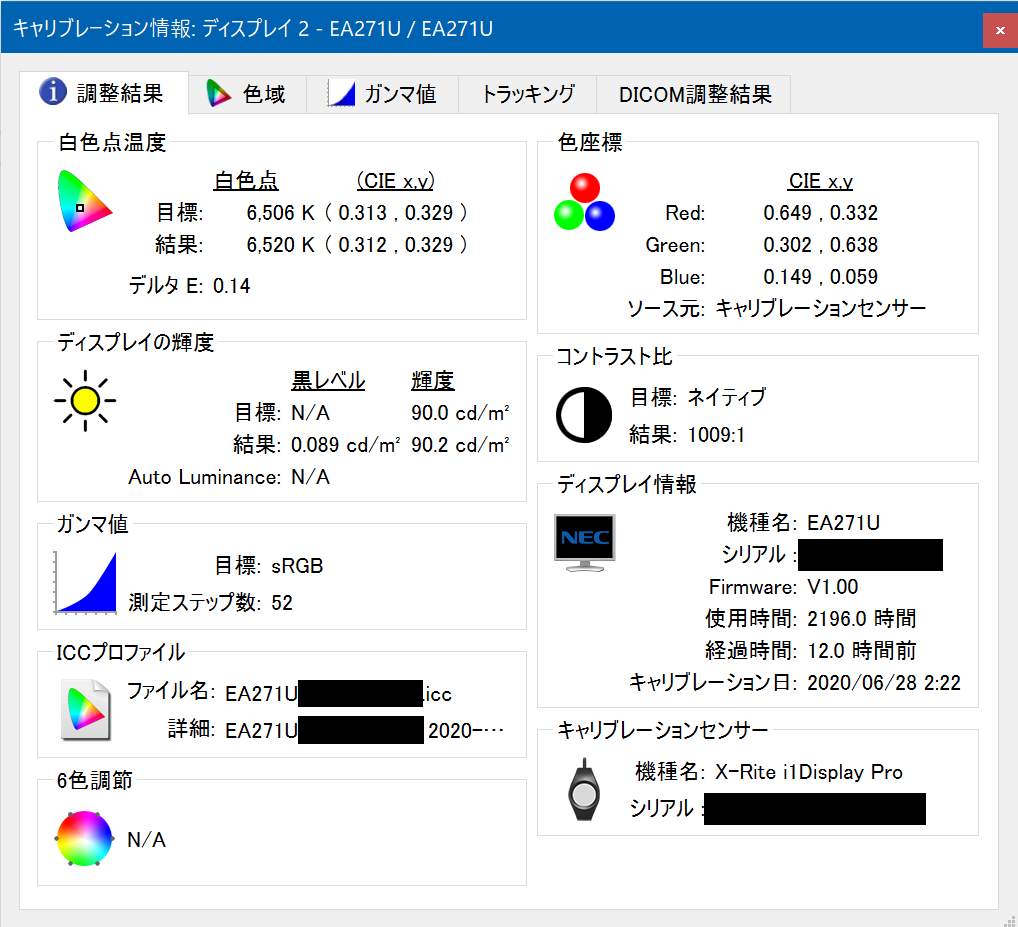 キャリブレーション情報: ディスプレイ 2 - EA271U / EA271U
調整結果 色域 ガンマ値 トラッキング DICOM調整結果
白色点温度
白色点 (CIE x,y)
目標: 6,506 K ( 0.313 , 0.329 )
結果: 6,520 K ( 0.312 , 0.329 )
デルタ E: 0.14
ディスプレイの輝度
黒レベル 輝度
目標: N/A 90.0 cd/m²
結果: 0.089 cd/m² 90.2 cd/m²
Auto Luminance: N/A
ガンマ値
目標: sRGB
測定ステップ数: 52
ICCプロファイル
ファイル名: EA271U .icc
詳細: EA271U 2020-…
6色調節
N/A
色座標
CIE x,y
Red: 0.649 , 0.332
Green: 0.302 , 0.638
Blue: 0.149 , 0.059
ソース元: キャリブレーションセンサー
コントラスト比
目標: ネイティブ
結果: 1009:1
ディスプレイ情報
NEC
機種名: EA271U
シリアル :
Firmware: V1.00
使用時間: 2196.0 時間
経過時間: 12.0 時間前
キャリブレーション日: 2020/06/28 2:22
キャリブレーションセンサー
機種名: X-Rite i1Display Pro
シリアル :